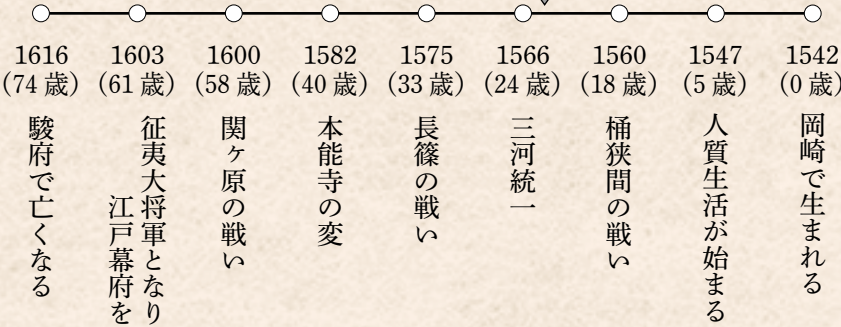 1542
(0歳)
岡崎で生まれる
1547
(5歳)
人質生活が始まる
1560
(18歳)
桶狭間の戦い
1566
(24歳)
三河統一
1575
(33歳)
長篠の戦い
1582
(40歳)
本能寺の変
1600
(58歳)
関ヶ原の戦い
1603
(61歳)
征夷大将軍となり
江戸幕府を
1616
(74歳)
駿府で亡くなる